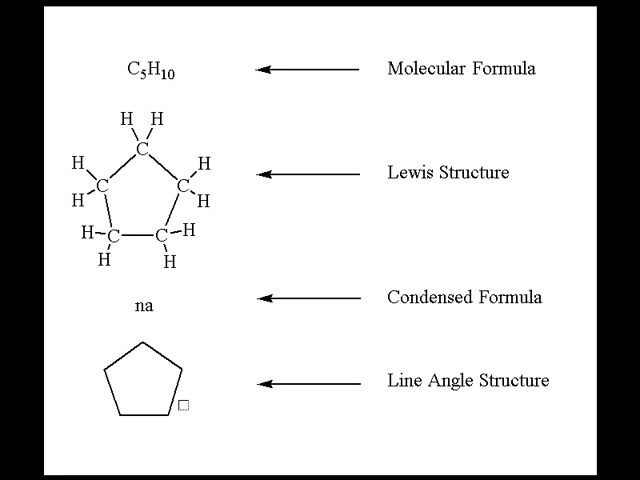 C₅H₁₀ Molecular Formula
H H
C
H H
C C Lewis Structure
H H
H C C H
H H
na Condensed Formula
Line Angle Structure